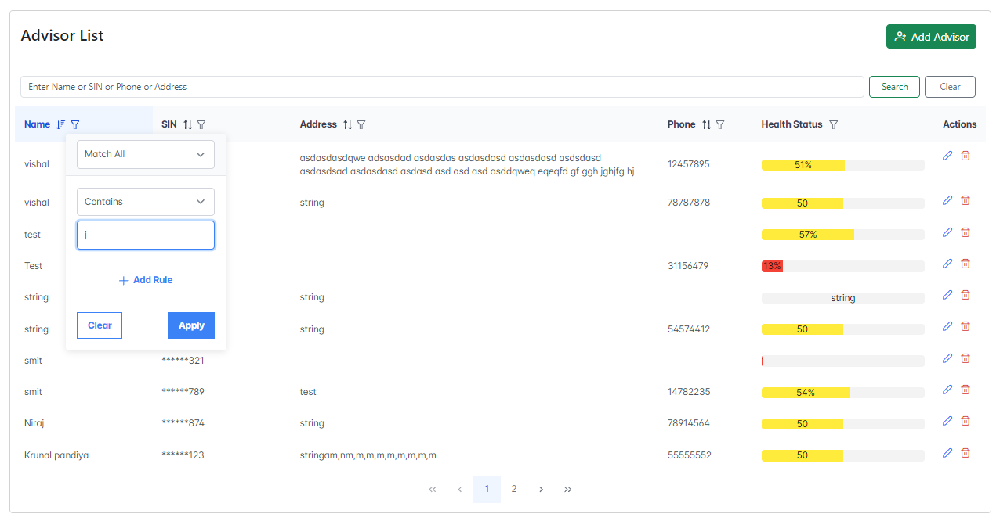 Advisor List
Add Advisor
Enter Name or SIN or Phone or Address
Search
Clear
Name SIN Address Phone Health Status Actions
Match All
Contains
j
Add Rule
Clear
Apply
vishal asdasdasdqwe adsasdad asdasdas asdasdasd asdasdasd asdsdasd 12457895 51%
asdasdsad asdasdasd asdasd asd asd asd asddqweq eqeqfd gf ggh jghjfg hj
vishal string 78787878 50
test 57%
Test 31156479 13%
string string string
string string 54574412 50
smit ******321
smit ******789 test 14782235 54%
Niraj ******874 string 78914564 50
Krunal pandiya ******123 stringam,nm,m,m,m,m,m,m,m,m 55555552 50
« ‹ 1 2 › »